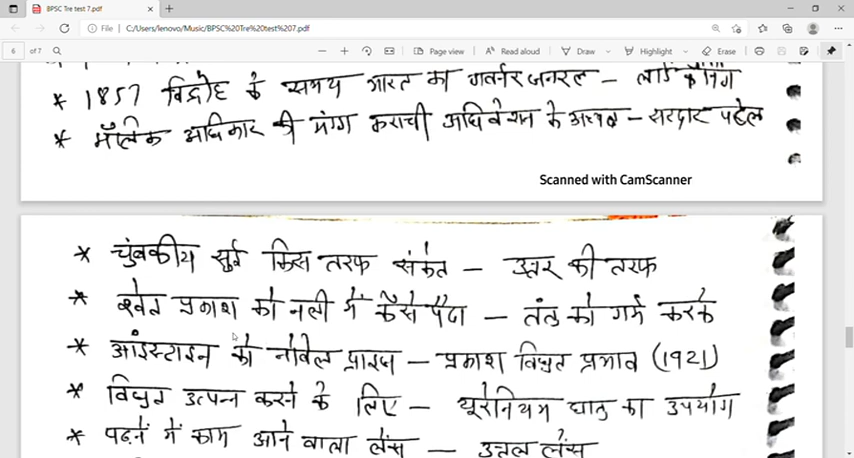 BPSC Tre test 7.pdf
File | C:/Users/lenovo/Music/BPSC%20Tre%20test%207.pdf
6 of 7 Page view Read aloud Draw Highlight Erase
* 1857 विद्रोह के समय भारत का गवर्नर जनरल – लार्ड कैनिंग
* मौलिक अधिकार की मांग कराची अधिवेशन के अध्यक्ष – सरदार पटेल
Scanned with CamScanner
* चुंबकीय सुई किस तरफ संकेत – उत्तर की तरफ
* श्वेत प्रकाश को नली में कैसे पैदा – तंतु को गर्म करके
* आंइस्टाइन को नोबेल प्राइज – प्रकाश विधुत प्रभाव (1921)
* विधुत उत्पन्न करने के लिए – यूरेनियम धातु का उपयोग
* पढ़ने में काम आने वाला लेंस – उत्तल लेंस